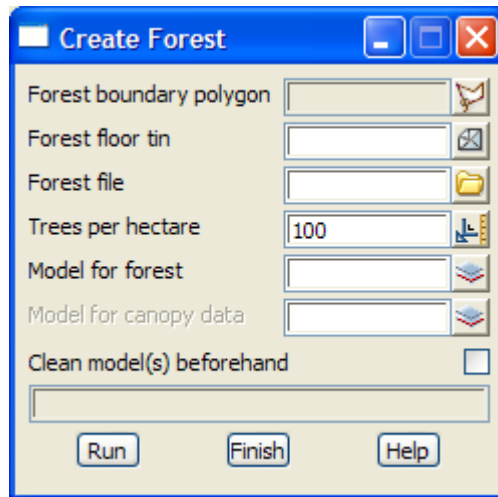 Create Forest
Forest boundary polygon
Forest floor tin
Forest file
Trees per hectare 100
Model for forest
Model for canopy data
Clean model(s) beforehand
Run Finish Help